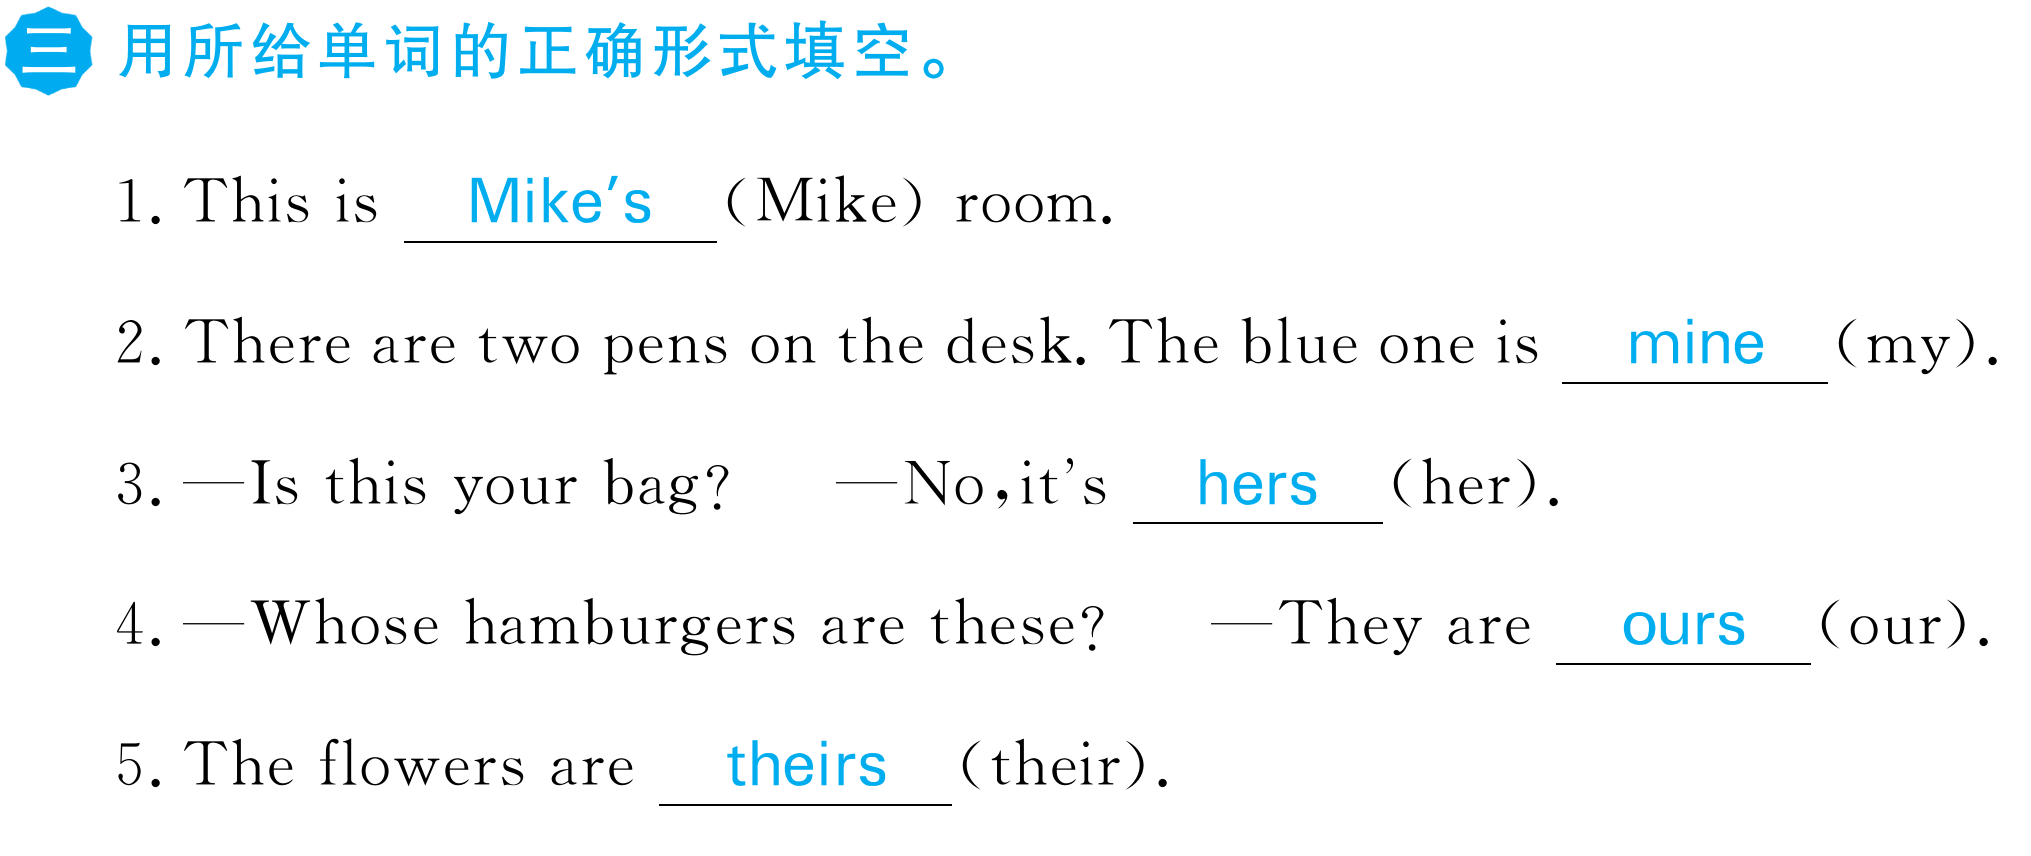 三 用所给单词的正确形式填空。
1. This is Mike's (Mike) room.
2. There are two pens on the desk. The blue one is mine (my).
3. —Is this your bag? —No,it's hers (her).
4. —Whose hamburgers are these? —They are ours (our).
5. The flowers are theirs (their).